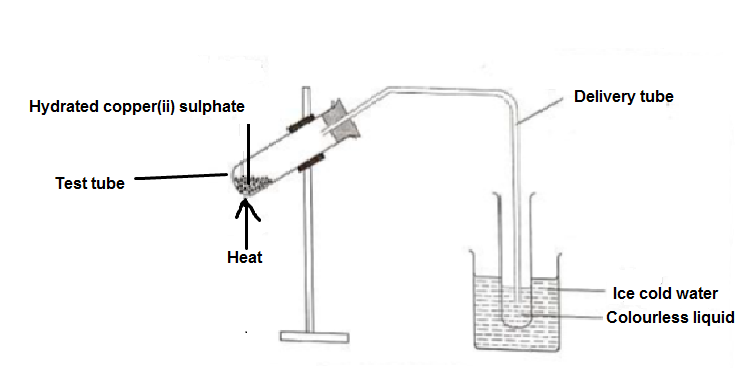 Hydrated copper(ii) sulphate
Delivery tube
Test tube
Heat
Ice cold water
Colourless liquid